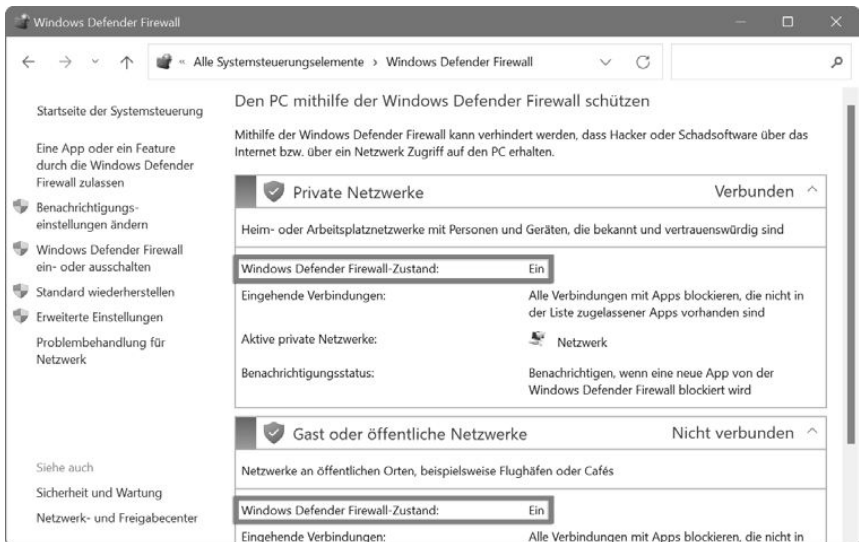 Windows Defender Firewall
« Alle Systemsteuerungselemente > Windows Defender Firewall
Startseite der Systemsteuerung
Eine App oder ein Feature
durch die Windows Defender
Firewall zulassen
Benachrichtigungs-
einstellungen ändern
Windows Defender Firewall
ein- oder ausschalten
Standard wiederherstellen
Erweiterte Einstellungen
Problembehandlung für
Netzwerk
Siehe auch
Sicherheit und Wartung
Netzwerk- und Freigabecenter
Den PC mithilfe der Windows Defender Firewall schützen
Mithilfe der Windows Defender Firewall kann verhindert werden, dass Hacker oder Schadsoftware über das
Internet bzw. über ein Netzwerk Zugriff auf den PC erhalten.
Private Netzwerke Verbunden
Heim- oder Arbeitsplatznetzwerke mit Personen und Geräten, die bekannt und vertrauenswürdig sind
Windows Defender Firewall-Zustand: Ein
Eingehende Verbindungen: Alle Verbindungen mit Apps blockieren, die nicht in
der Liste zugelassener Apps vorhanden sind
Aktive private Netzwerke: Netzwerk
Benachrichtigungsstatus: Benachrichtigen, wenn eine neue App von der
Windows Defender Firewall blockiert wird
Gast oder öffentliche Netzwerke Nicht verbunden
Netzwerke an öffentlichen Orten, beispielsweise Flughäfen oder Cafés
Windows Defender Firewall-Zustand: Ein
Eingehende Verbindungen: Alle Verbindungen mit Apps blockieren, die nicht in